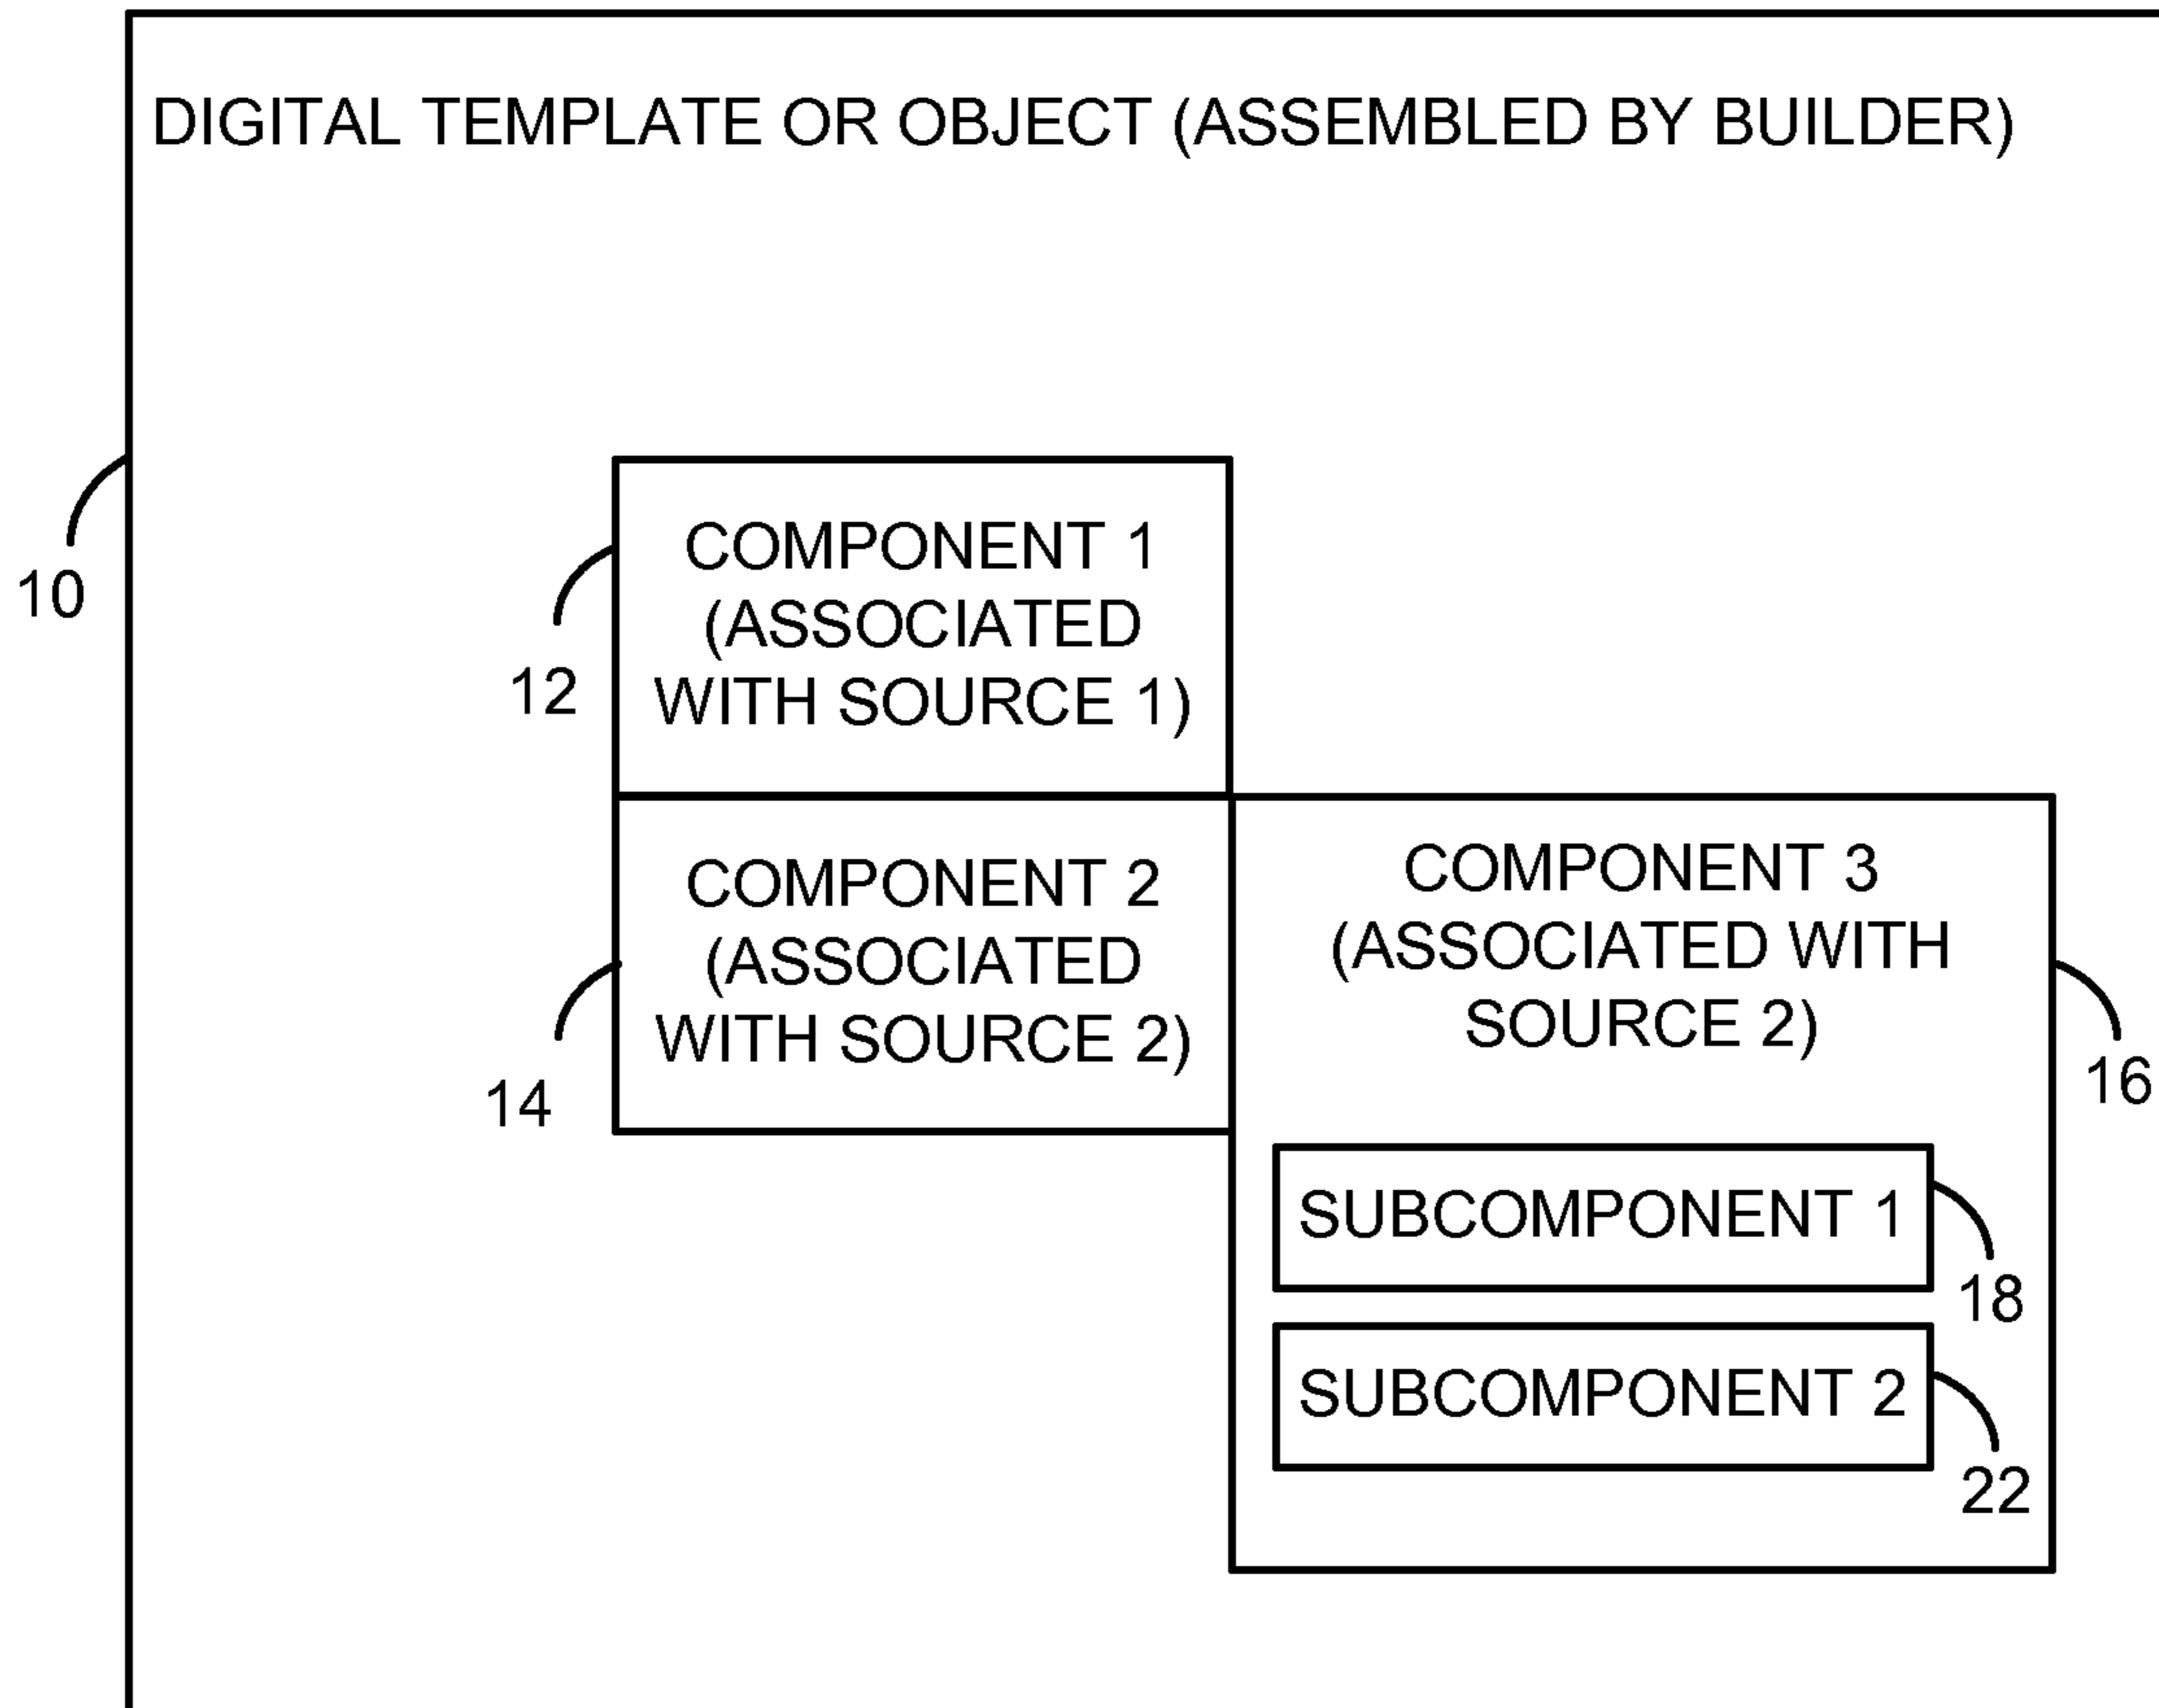 DIGITAL TEMPLATE OR OBJECT (ASSEMBLED BY BUILDER)
10
COMPONENT 1
(ASSOCIATED
WITH SOURCE 1)
12
COMPONENT 2
(ASSOCIATED
WITH SOURCE 2)
14
COMPONENT 3
(ASSOCIATED WITH
SOURCE 2)
16
SUBCOMPONENT 1
18
SUBCOMPONENT 2
22